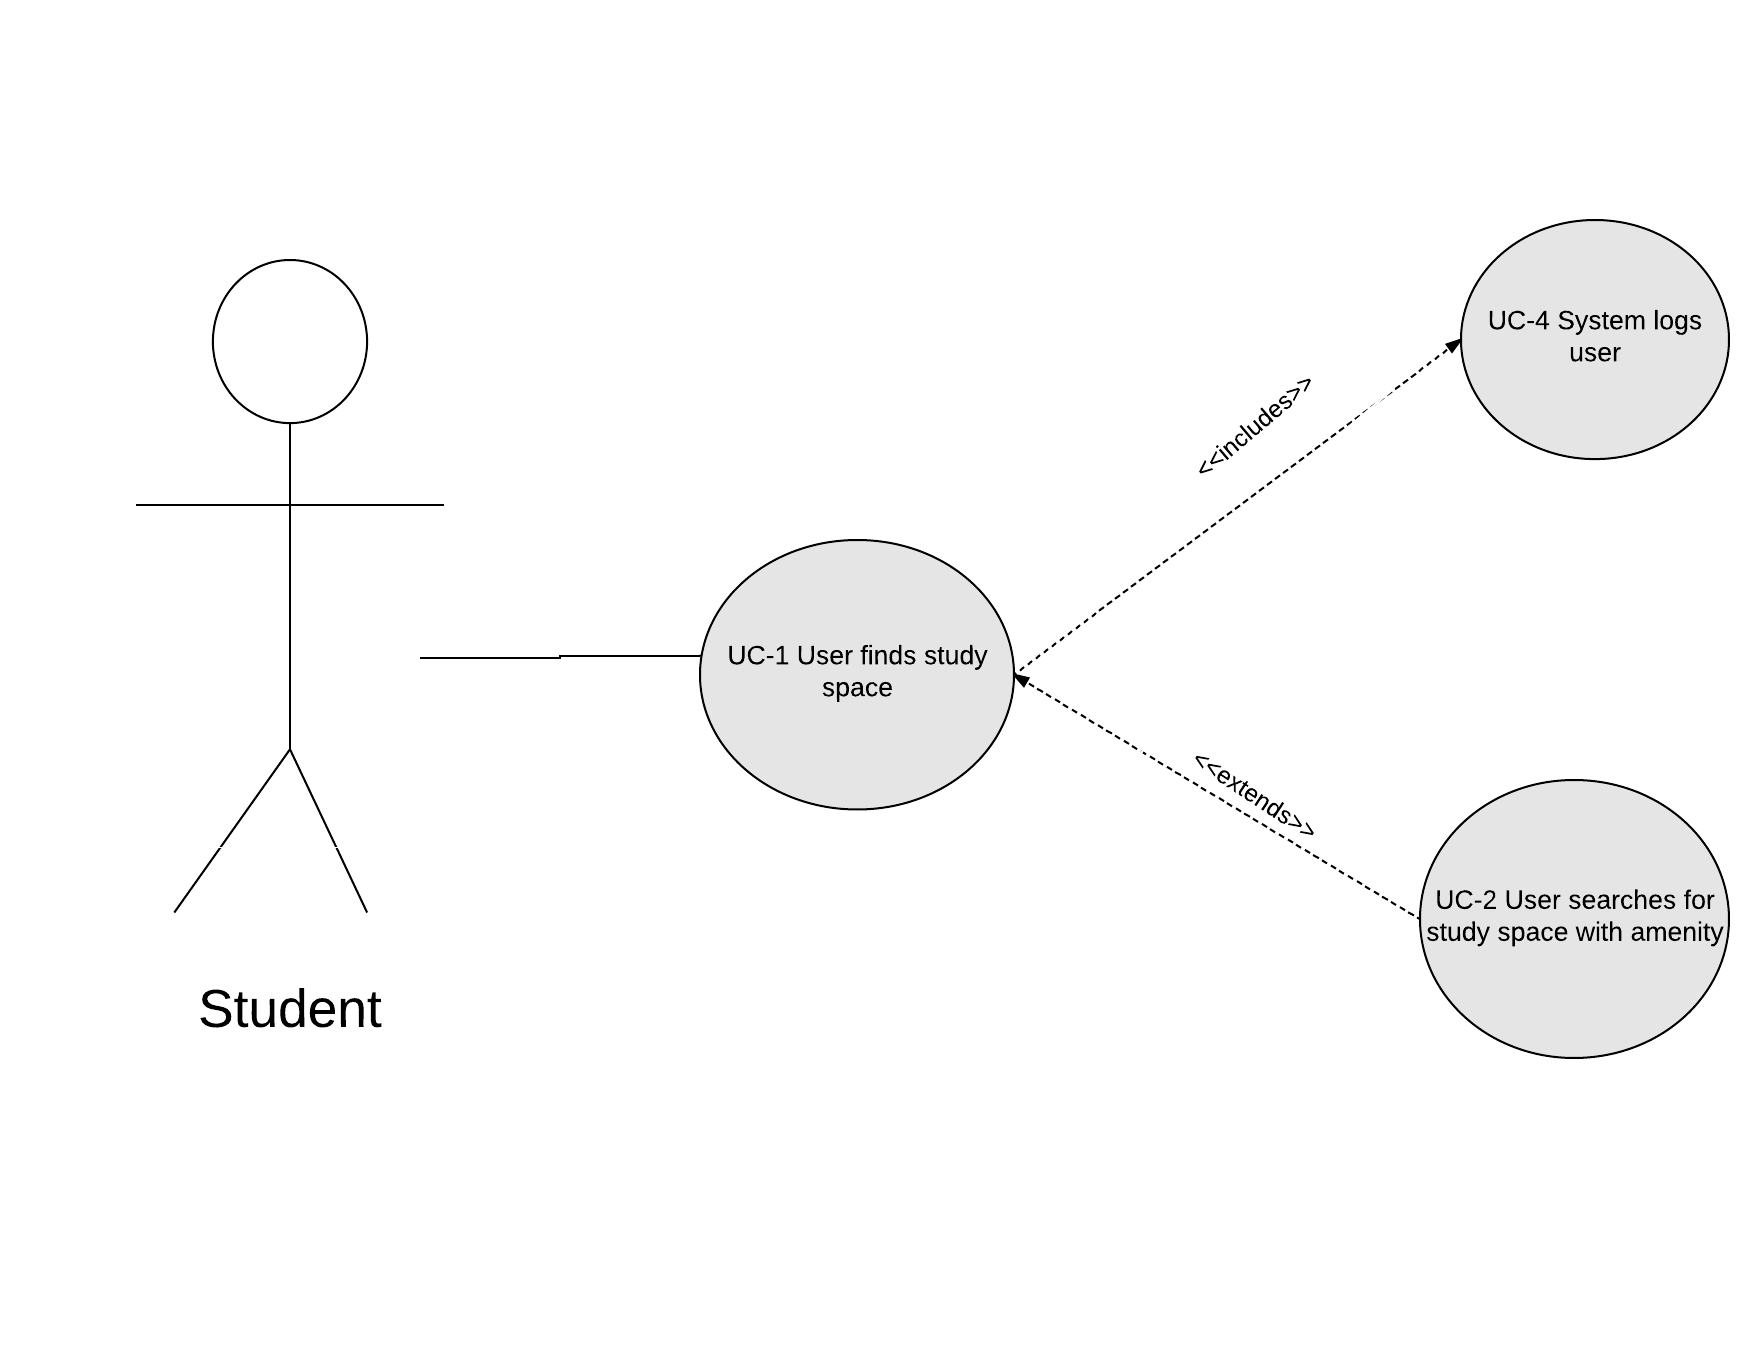 UC-4 System logs
user
<<includes>>
UC-1 User finds study
space
<<extends>>
UC-2 User searches for
study space with amenity
Student